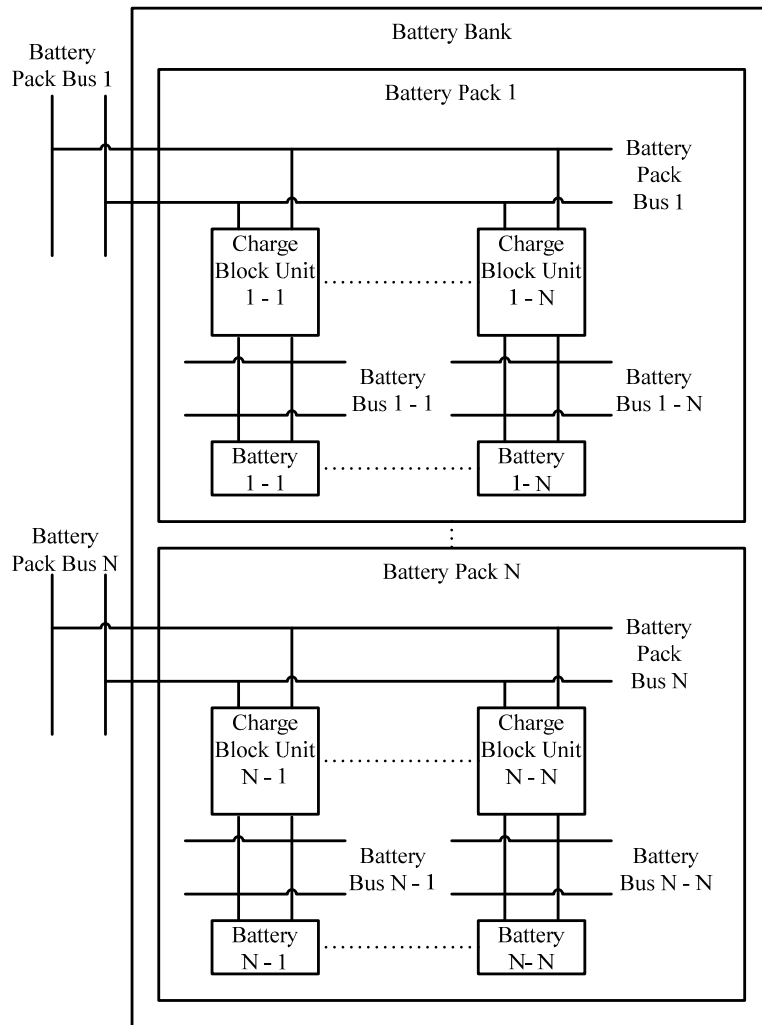 Battery Bank
Battery
Pack Bus 1
Battery Pack 1
Battery
Pack
Bus 1
Charge
Block Unit
1 - 1
Charge
Block Unit
1 - N
Battery
Bus 1 - 1
Battery
Bus 1 - N
Battery
1 - 1
Battery
1- N
Battery
Pack Bus N
Battery Pack N
Battery
Pack
Bus N
Charge
Block Unit
N - 1
Charge
Block Unit
N - N
Battery
Bus N - 1
Battery
Bus N - N
Battery
N - 1
Battery
N- N